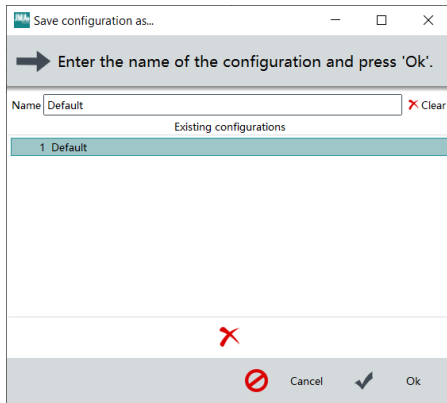 JMA Save configuration as...
Enter the name of the configuration and press 'Ok'.
Name Default Clear
Existing configurations
1 Default
Cancel Ok